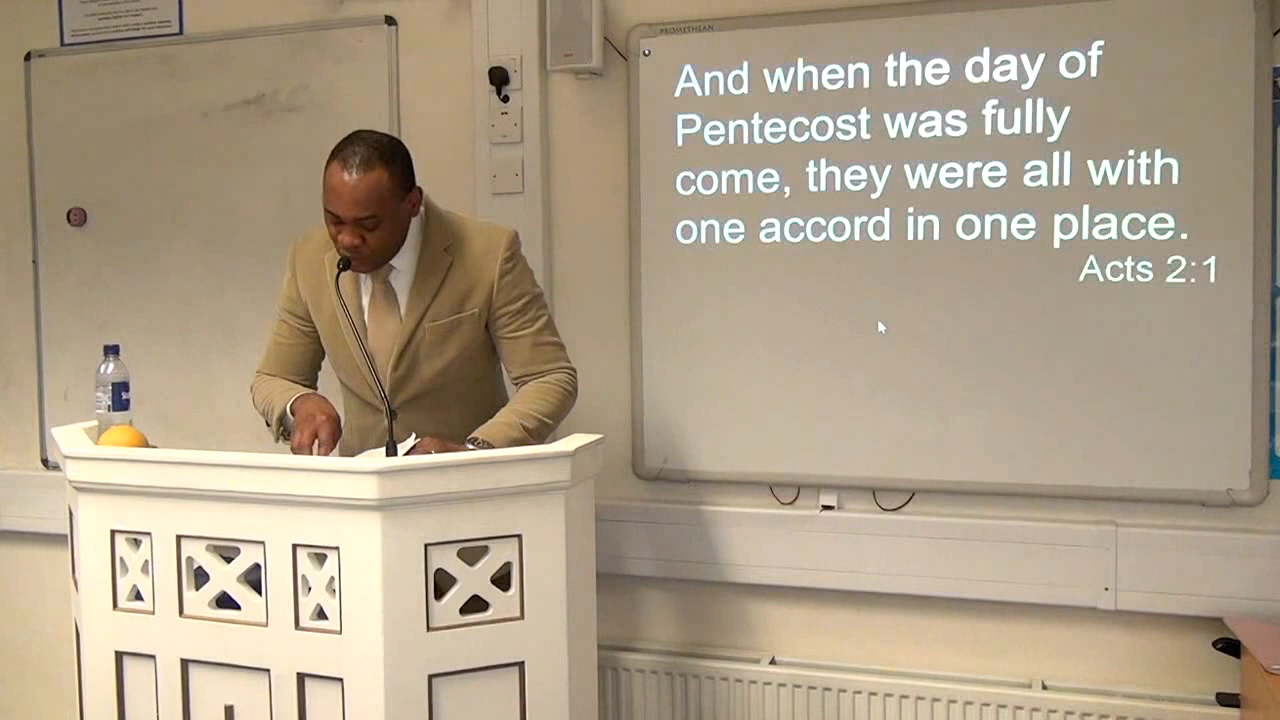 PROMETHEAN
And when the day of
Pentecost was fully
come, they were all with
one accord in one place.
Acts 2:1